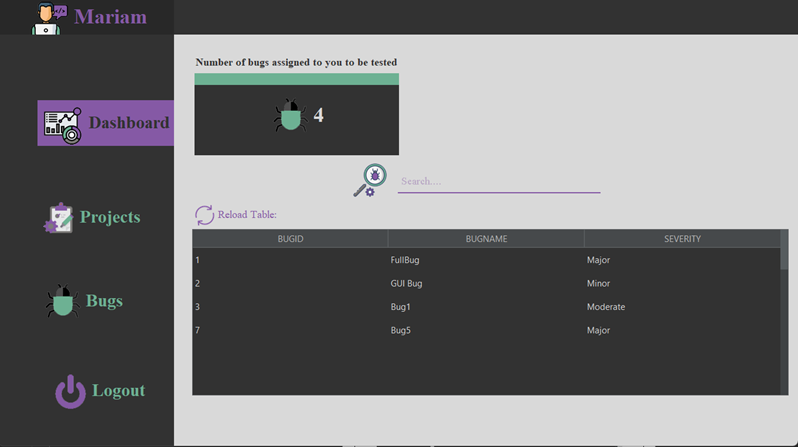 Mariam
Number of bugs assigned to you to be tested
4
Dashboard
Search....
Projects
Reload Table:
BUGID BUGNAME SEVERITY
1 FullBug Major
2 GUI Bug Minor
3 Bug1 Moderate
7 Bug5 Major
Bugs
Logout